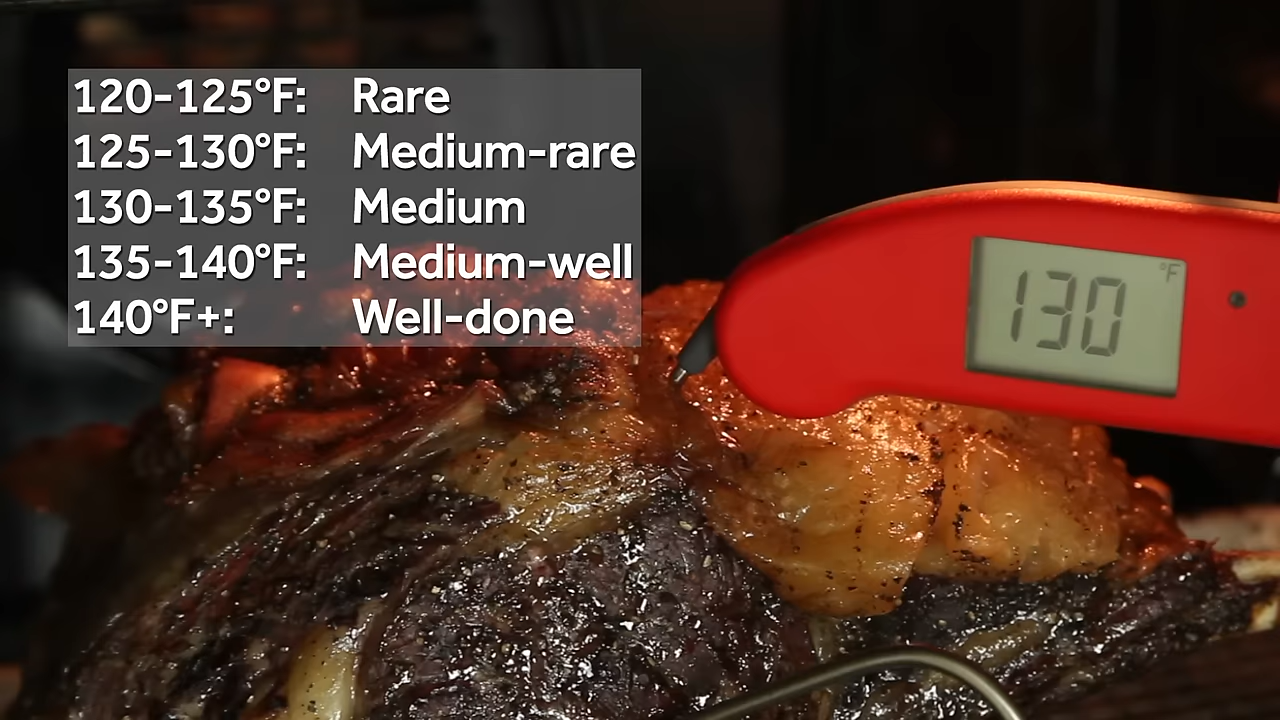 120-125°F: Rare
125-130°F: Medium-rare
130-135°F: Medium
135-140°F: Medium-well
140°F+: Well-done
°F
130